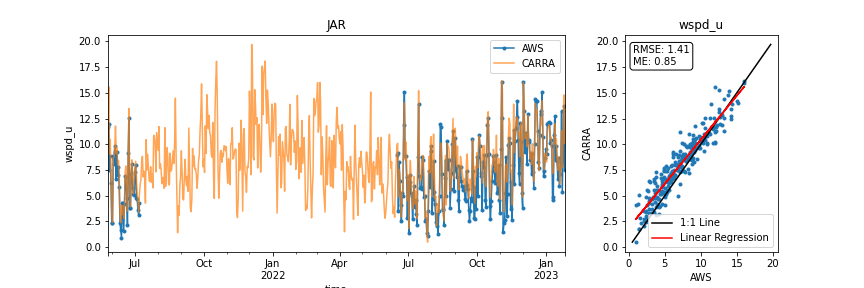 JAR
wspd_u
20.0
17.5
15.0
12.5
10.0
7.5
5.0
2.5
0.0
wspd_u
AWS
CARRA
Jul
Oct
Jan
2022
Apr
Jul
Oct
Jan
2023
time
wspd_u
RMSE: 1.41
ME: 0.85
20.0
17.5
15.0
12.5
10.0
7.5
5.0
2.5
0.0
CARRA
1:1 Line
Linear Regression
0
5
10
15
20
AWS